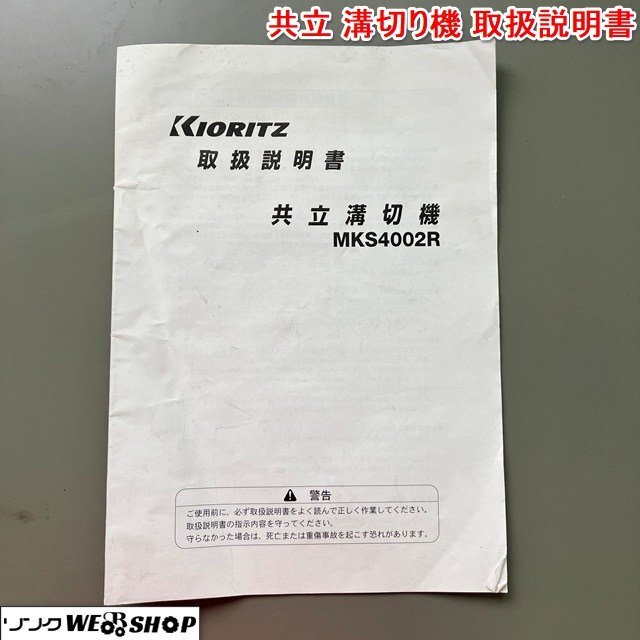 共立 溝切り機 取扱説明書
KIORITZ
取扱説明書
共立溝切機
MKS4002R
警告
ご使用前に、必ず取扱説明書をよく読んで正しく作業してください。
取扱説明書の指示内容を守ってください。
守らなかった場合は、死亡または重傷事故を起こす恐れがあります。
リンク WEB SHOP